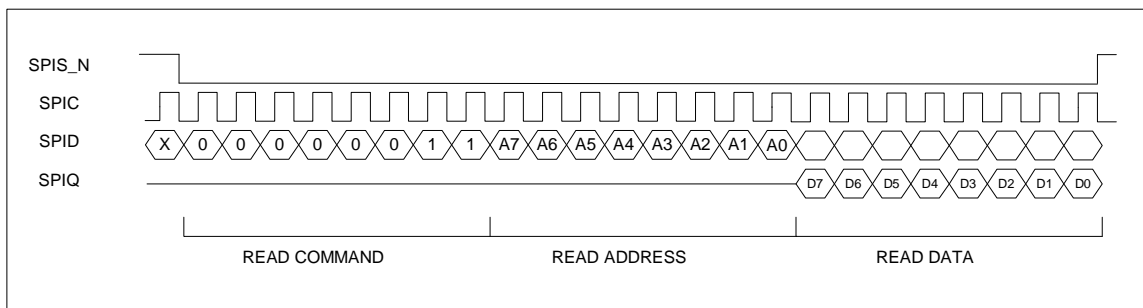 SPIS_N
SPIC
SPID X 0 0 0 0 0 0 1 1 A7 A6 A5 A4 A3 A2 A1 A0
SPIQ D7 D6 D5 D4 D3 D2 D1 D0
READ COMMAND READ ADDRESS READ DATA